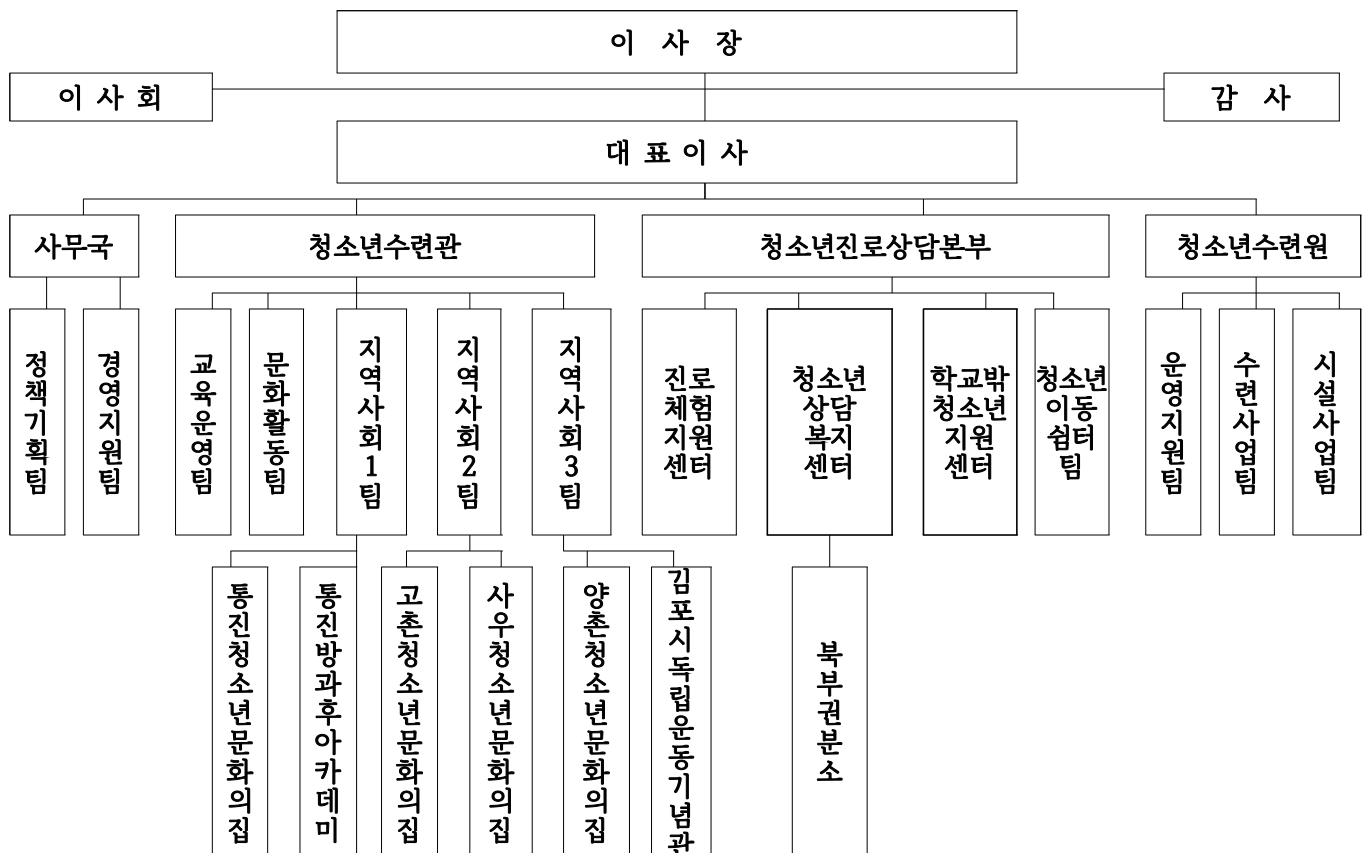 이 사 장
이 사 회
감 사
대 표 이 사
사무국
청소년수련관
청소년진로상담본부
청소년수련원
정책기획팀
경영지원팀
교육운영팀
문화활동팀
지역사회1팀
지역사회2팀
지역사회3팀
진로
체험
지원
센터
청소년
상담
복지
센터
학교밖
청소년
지원
센터
청소년
이동
쉼터
팀
운영지원팀
수련사업팀
시설사업팀
통진청소년문화의집
통진방과후아카데미
고촌청소년문화의집
사우청소년문화의집
양촌청소년문화의집
김포시독립운동기념관
북부권분소